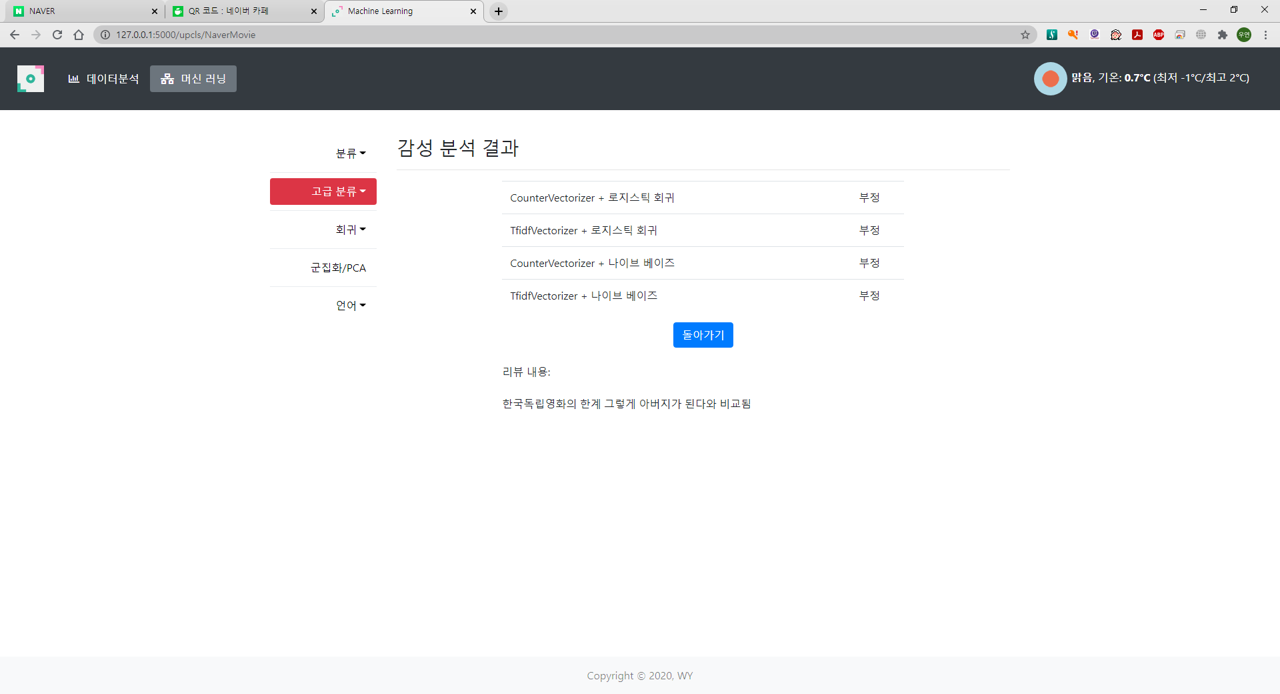 NAVER
QR 코드 : 네이버 카페
Machine Learning
127.0.0.1:5000/upcls/NaverMovie
ABP
우연
데이터분석
머신 러닝
맑음, 기온: 0.7°C (최저 -1°C/최고 2°C)
분류
고급 분류
회귀
군집화/PCA
언어
감성 분석 결과
CounterVectorizer + 로지스틱 회귀 부정
TfidfVectorizer + 로지스틱 회귀 부정
CounterVectorizer + 나이브 베이즈 부정
TfidfVectorizer + 나이브 베이즈 부정
돌아가기
리뷰 내용:
한국독립영화의 한계 그렇게 아버지가 된다와 비교됨
Copyright © 2020, WY